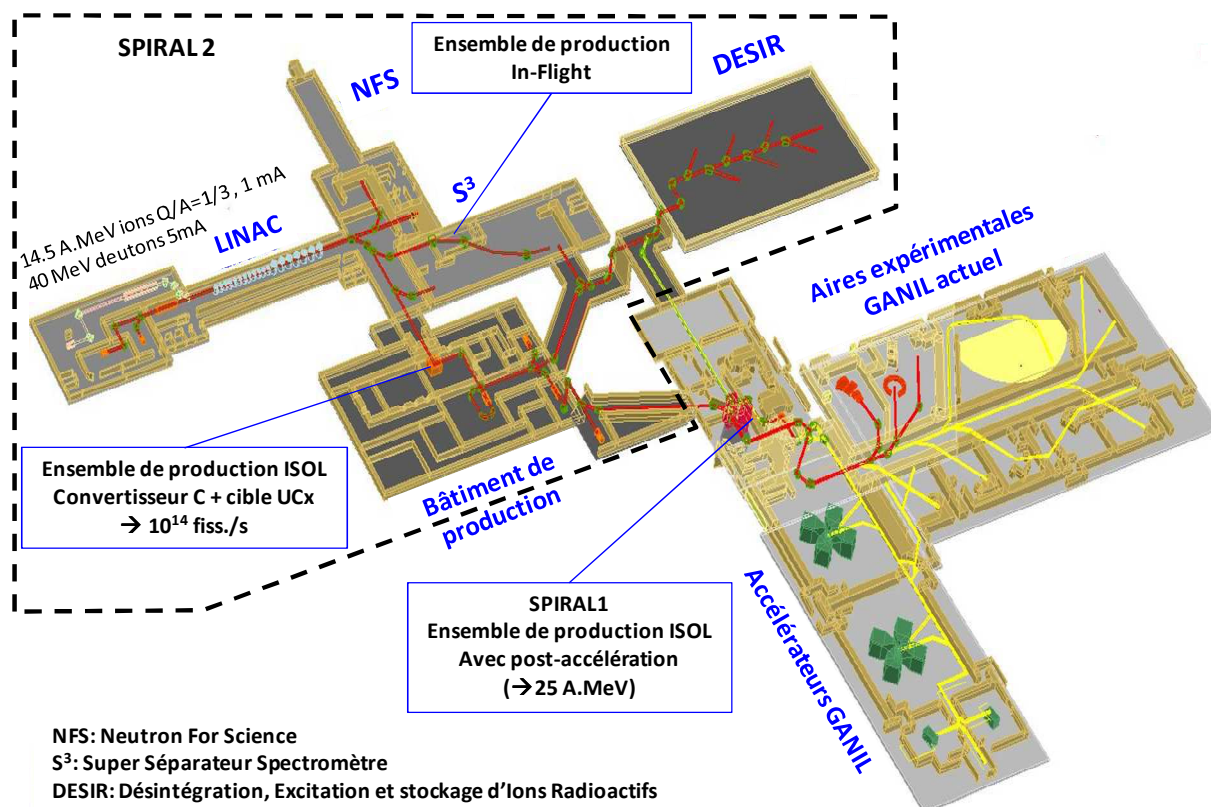 SPIRAL 2
Ensemble de production
In-Flight
NFS
DESIR
S³
14.5 A.MeV ions Q/A=1/3 , 1 mA
40 MeV deutons 5mA
LINAC
Aires expérimentales
GANIL actuel
Ensemble de production ISOL
Convertisseur C + cible UCx
→ 10¹⁴ fiss./s
Bâtiment de
production
SPIRAL1
Ensemble de production ISOL
Avec post-accélération
(→25 A.MeV)
Accélérateurs GANIL
NFS: Neutron For Science
S³: Super Séparateur Spectromètre
DESIR: Désintégration, Excitation et stockage d'Ions Radioactifs